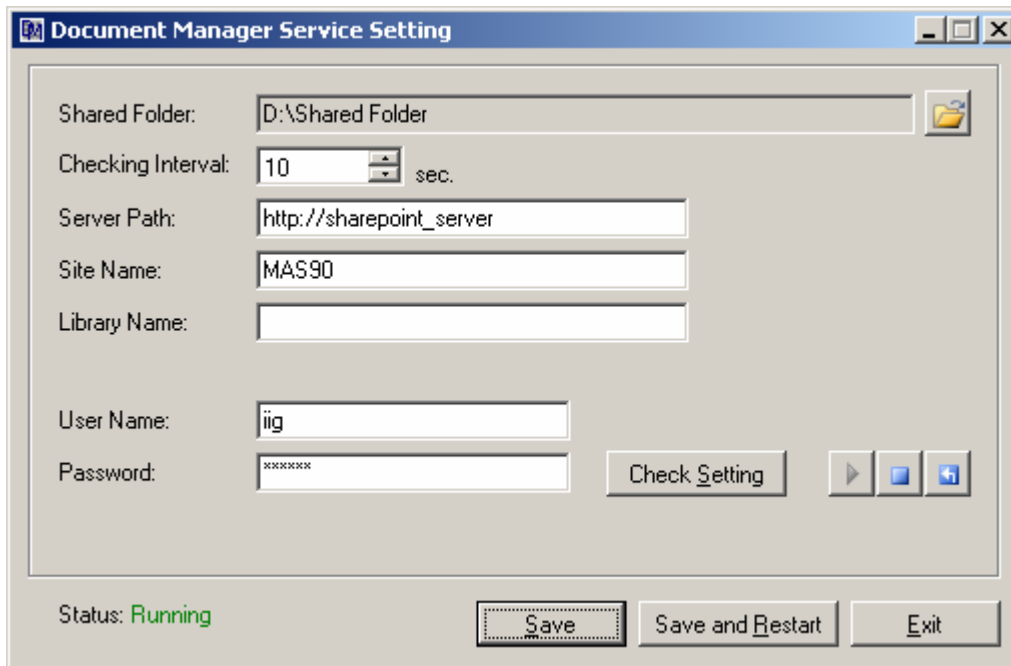 Document Manager Service Setting
Shared Folder: D:\Shared Folder
Checking Interval: 10 sec.
Server Path: http://sharepoint_server
Site Name: MAS90
Library Name:
User Name: iig
Password: ******
Check Setting
Status: Running
Save Save and Restart Exit